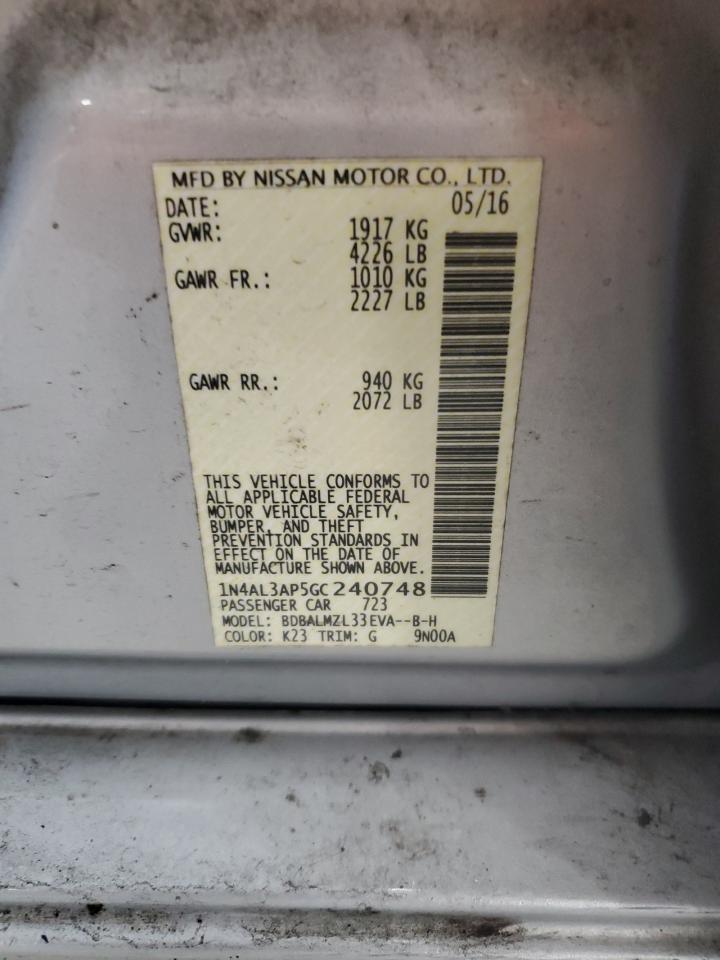 MFD BY NISSAN MOTOR CO., LTD.
DATE: 05/16
GVWR: 1917 KG
4226 LB
GAWR FR.: 1010 KG
2227 LB
GAWR RR.: 940 KG
2072 LB
THIS VEHICLE CONFORMS TO
ALL APPLICABLE FEDERAL
MOTOR VEHICLE SAFETY,
BUMPER, AND THEFT
PREVENTION STANDARDS IN
EFFECT ON THE DATE OF
MANUFACTURE SHOWN ABOVE.
1N4AL3AP5GC240748
PASSENGER CAR 723
MODEL: BDBALMZL33EVA--B-H
COLOR: K23 TRIM: G 9N00A